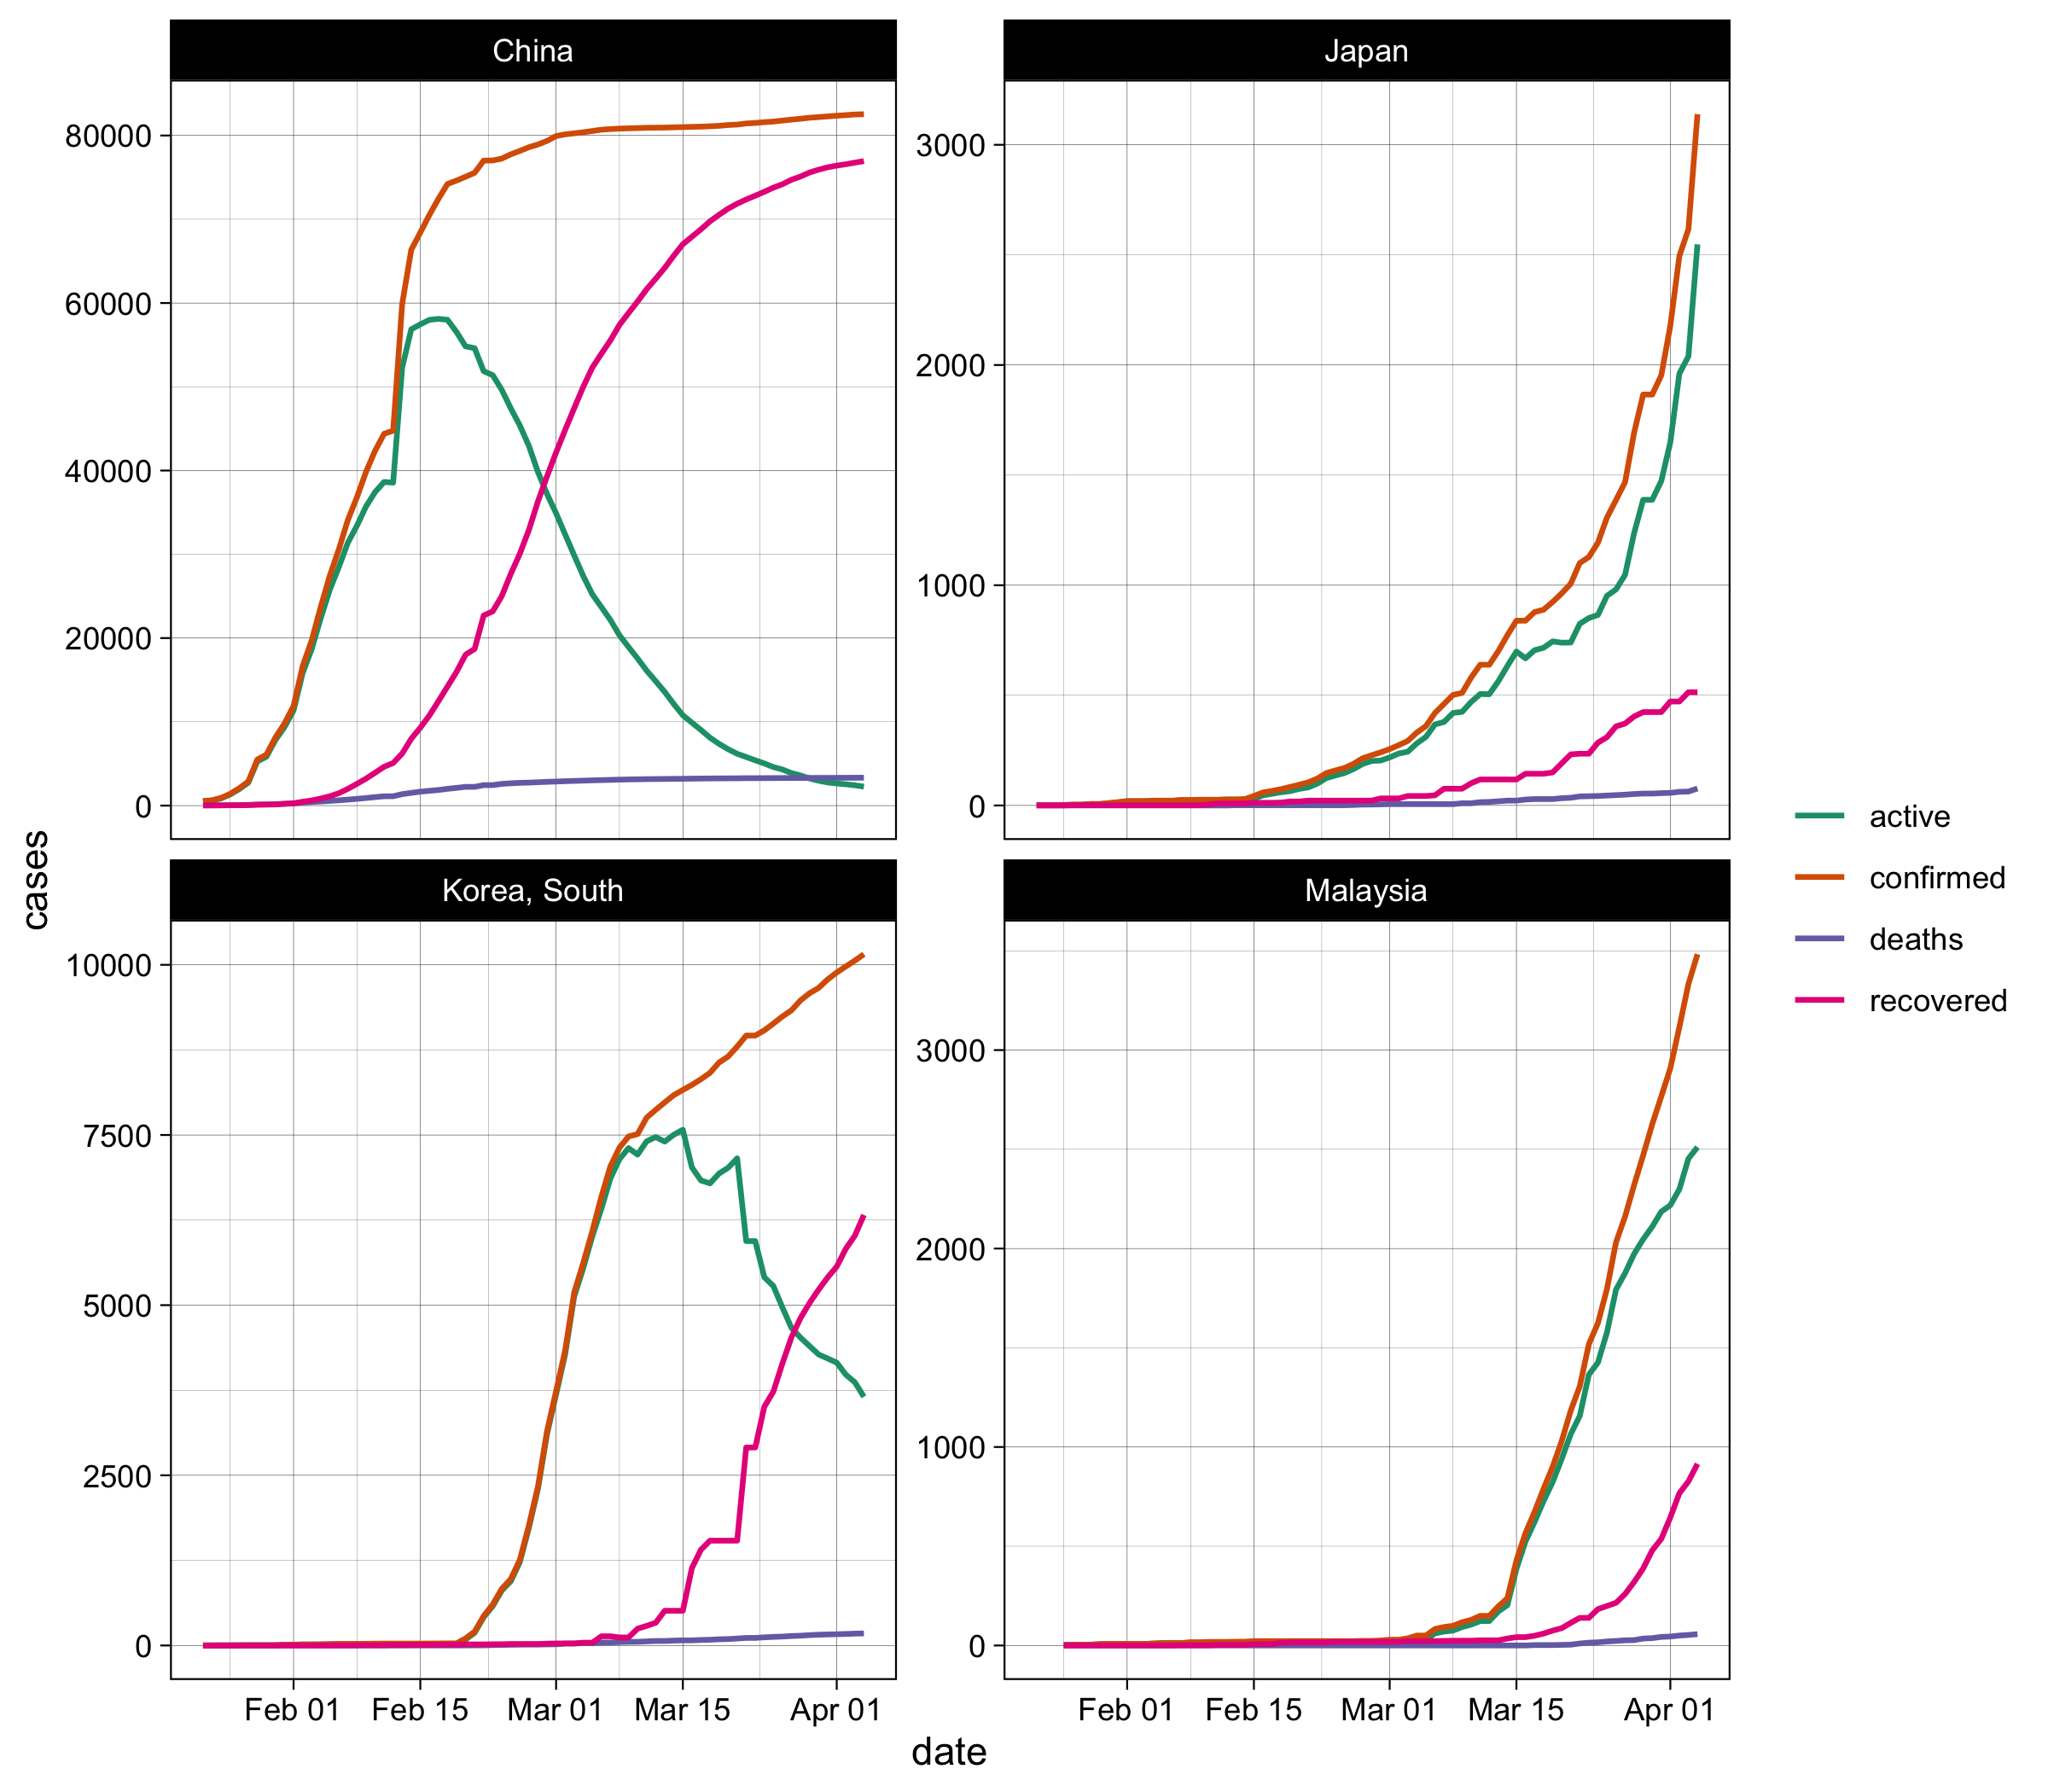 China
Japan
80000
60000
40000
20000
0
3000
2000
1000
0
cases
active
confirmed
deaths
recovered
Korea, South
Malaysia
10000
7500
5000
2500
0
3000
2000
1000
0
Feb 01 Feb 15 Mar 01 Mar 15 Apr 01
Feb 01 Feb 15 Mar 01 Mar 15 Apr 01
date